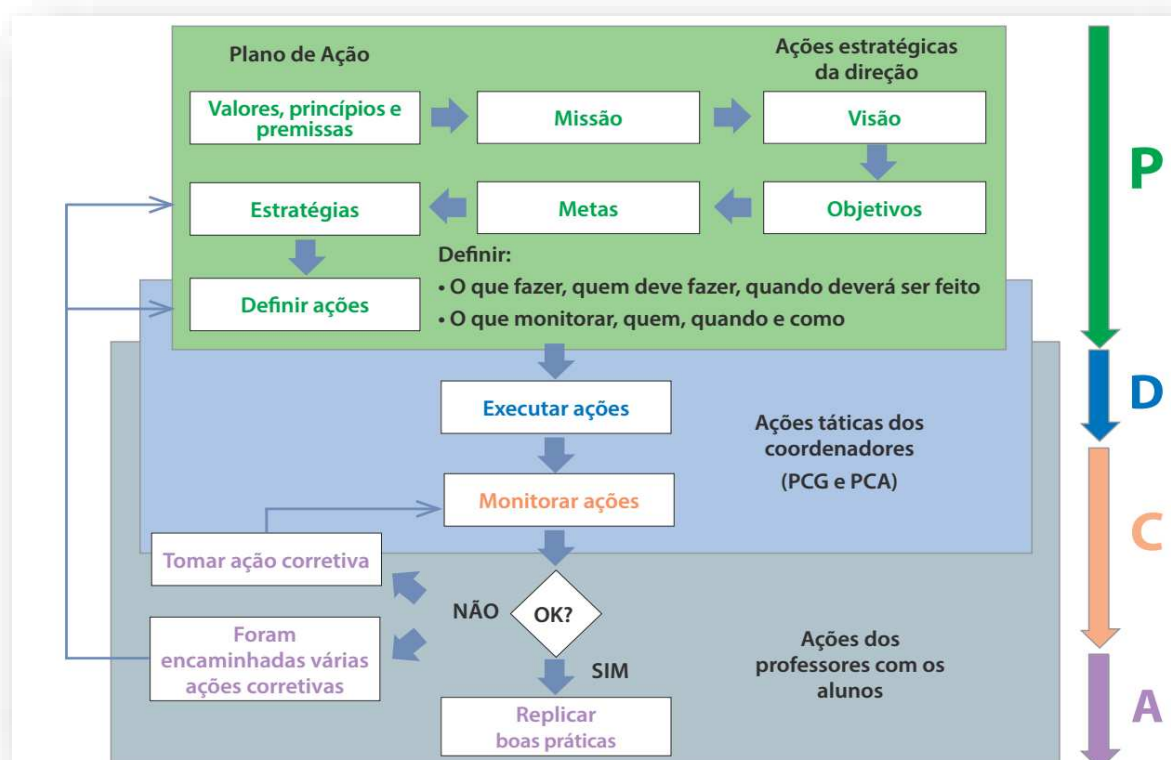 Plano de Ação
Ações estratégicas
da direção
Valores, princípios e
premissas
Missão
Visão
P
Estratégias
Metas
Objetivos
Definir ações
Definir:
• O que fazer, quem deve fazer, quando deverá ser feito
• O que monitorar, quem, quando e como
Executar ações
D
Ações táticas dos
coordenadores
(PCG e PCA)
Monitorar ações
C
Tomar ação corretiva
NÃO
OK?
Foram
encaminhadas várias
ações corretivas
SIM
Ações dos
professores com os
alunos
Replicar
boas práticas
A